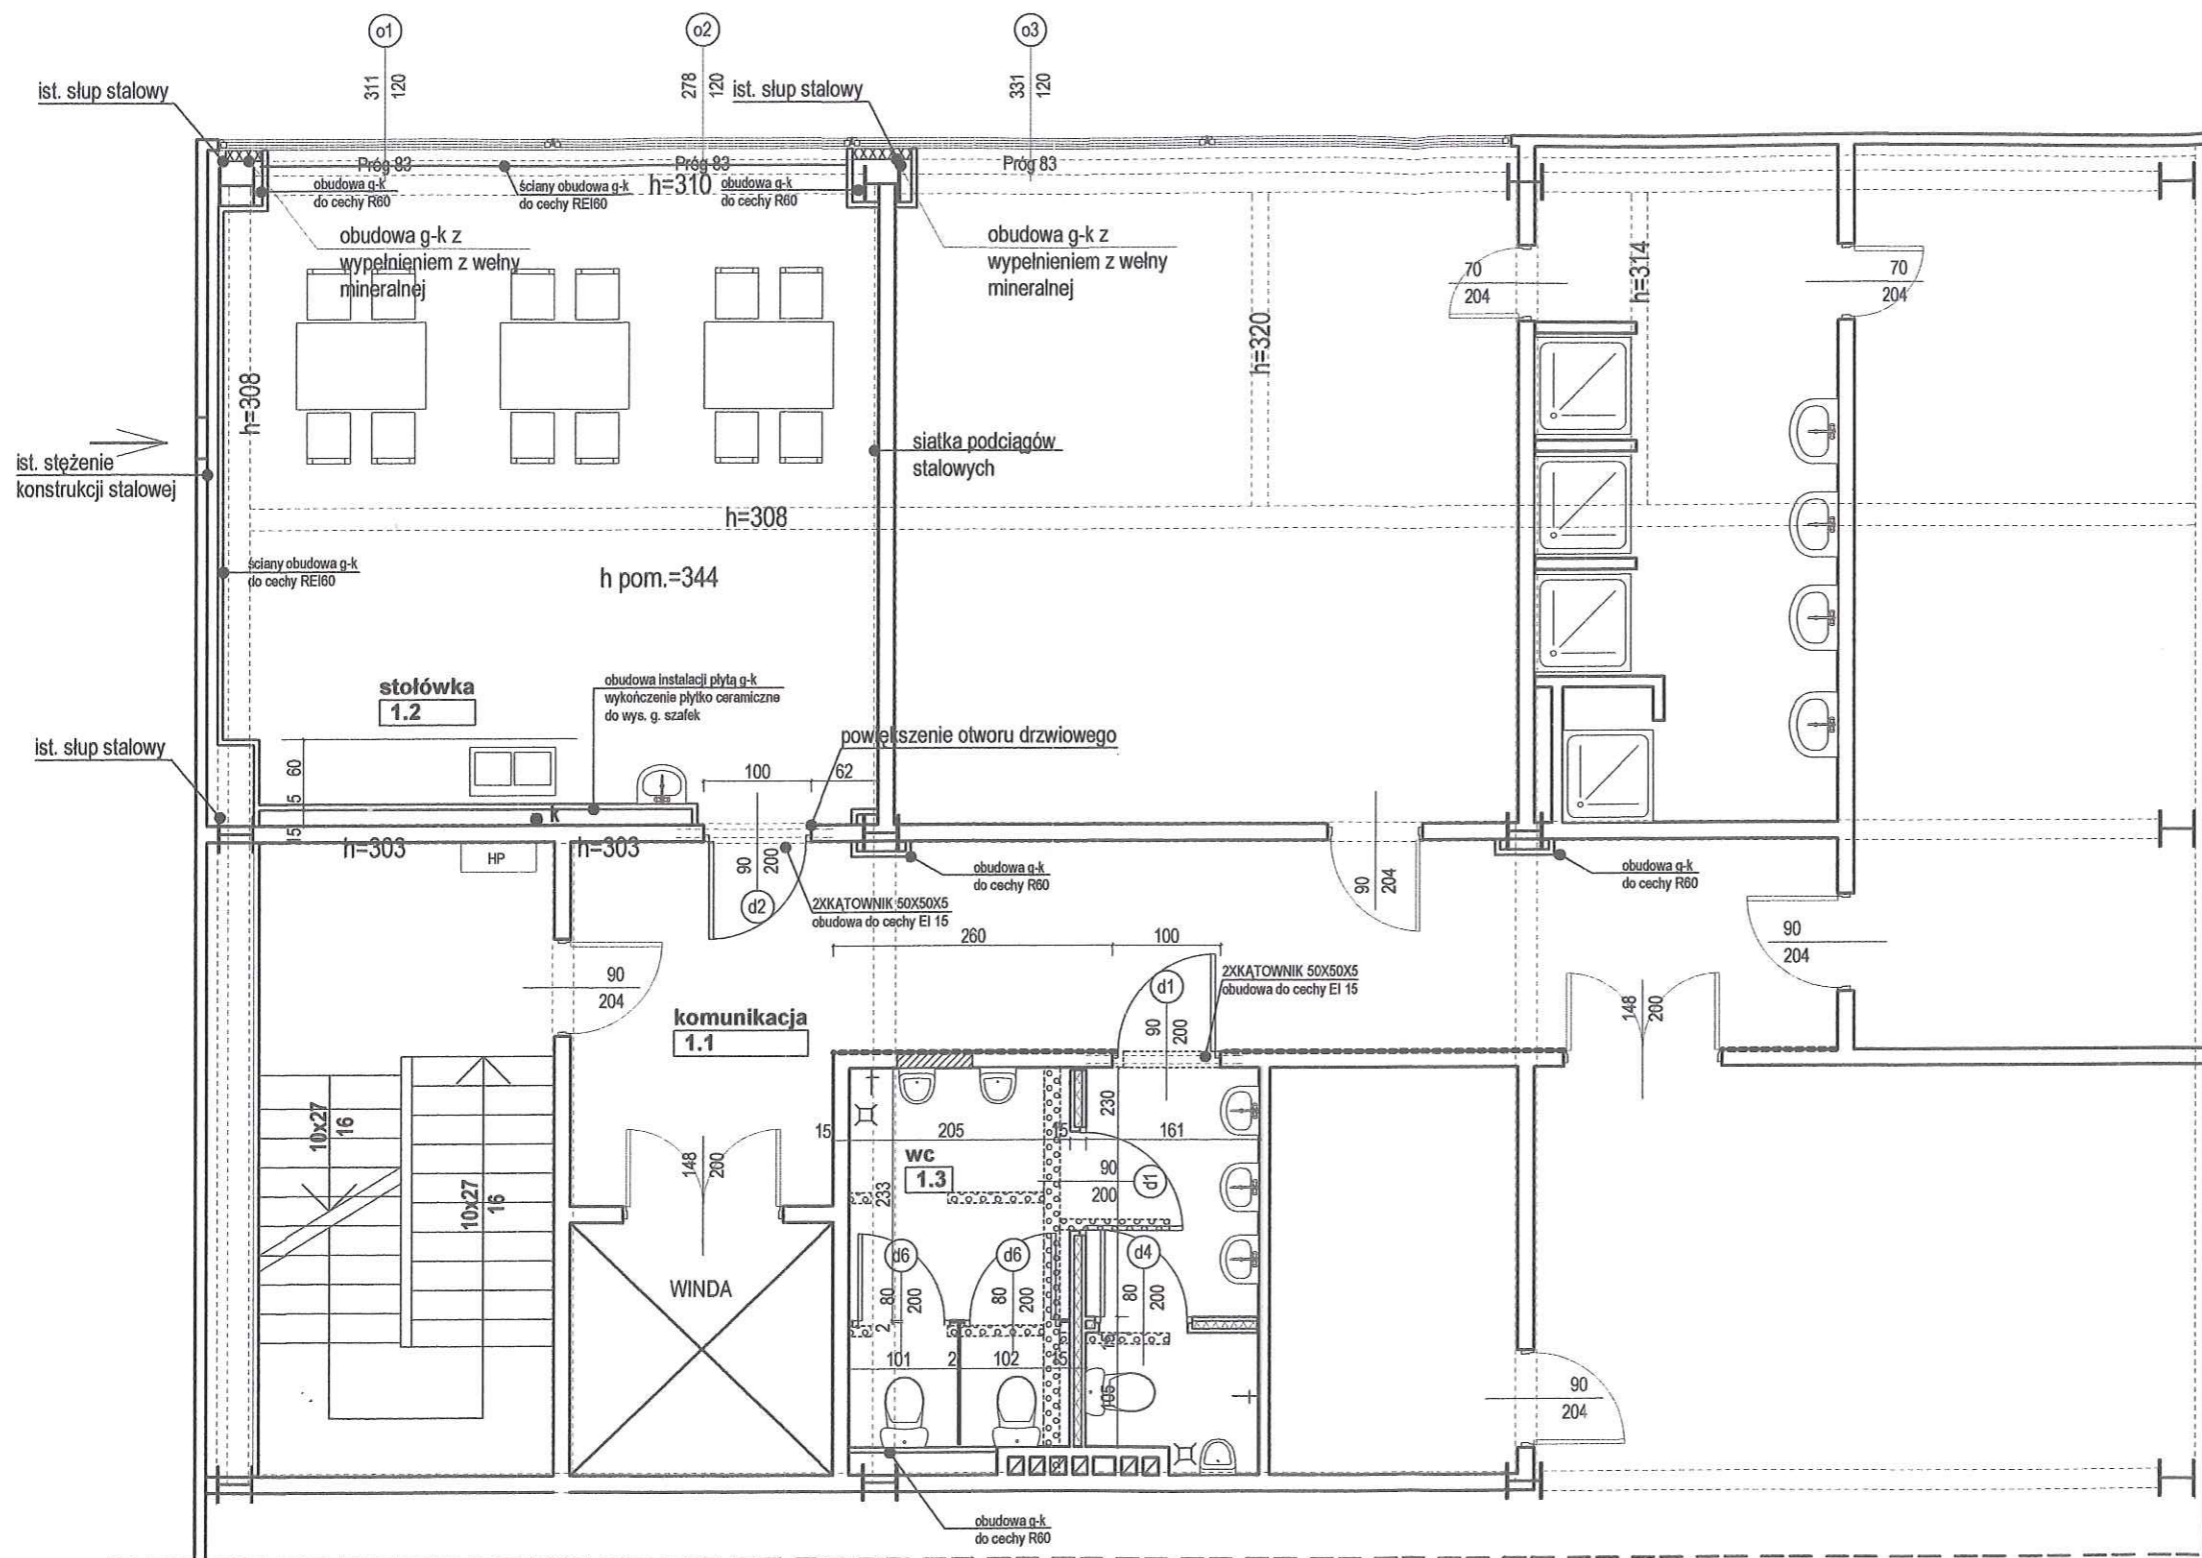 o1
o2
o3
311
120
278
120
331
120
ist. słup stalowy
ist. słup stalowy
Próg 83
Próg 83
Próg 83
obudowa g-k
do cechy R60
ściany obudowa g-k
do cechy REI60
h=310
obudowa g-k
do cechy R60
obudowa g-k z
wypełnieniem z wełny
mineralnej
obudowa g-k z
wypełnieniem z wełny
mineralnej
70
204
h=314
70
204
h=320
h=308
ist. stężenie
konstrukcji stalowej
siatka podciągów
stalowych
h=308
ściany obudowa g-k
do cechy REI60
h pom.=344
stołówka
1.2
obudowa instalacji płytą g-k
wykończenie płytko ceramiczne
do wys. g. szafek
ist. słup stalowy
powiększenie otworu drzwiowego
60
5
15
100
62
k
h=303
HP
h=303
90
200
d2
2XKĄTOWNIK 50X50X5
obudowa do cechy EI 15
obudowa g-k
do cechy R60
90
204
obudowa g-k
do cechy R60
90
204
260
100
90
204
d1
90
200
2XKĄTOWNIK 50X50X5
obudowa do cechy EI 15
148
200
komunikacja
1.1
10x27
16
10x27
16
148
200
15
205
15
230
161
wc
1.3
233
90
200
d1
d6
d6
d4
80
200
80
200
80
200
2
WINDA
101
2
102
15
15
105
90
204
obudowa g-k
do cechy R60